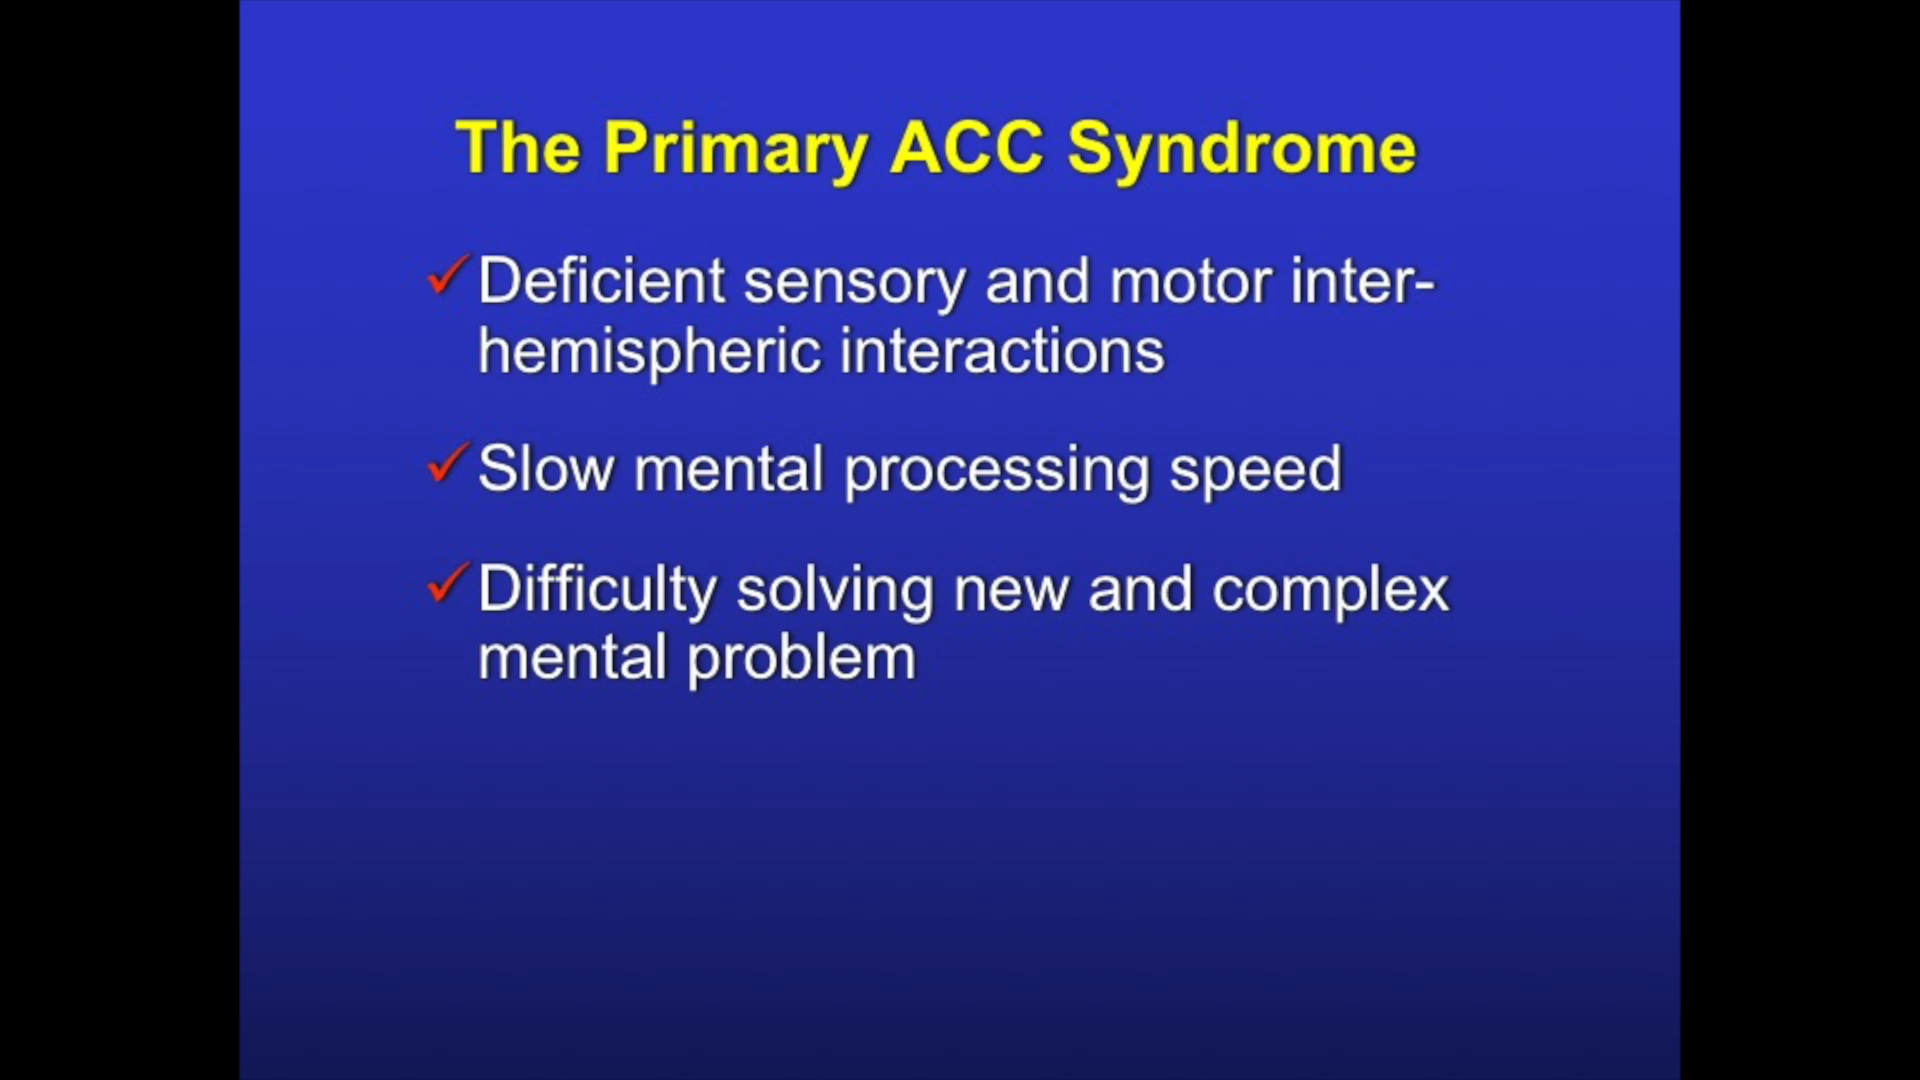 The Primary ACC Syndrome
✓Deficient sensory and motor inter-
hemispheric interactions
✓Slow mental processing speed
✓Difficulty solving new and complex
mental problem